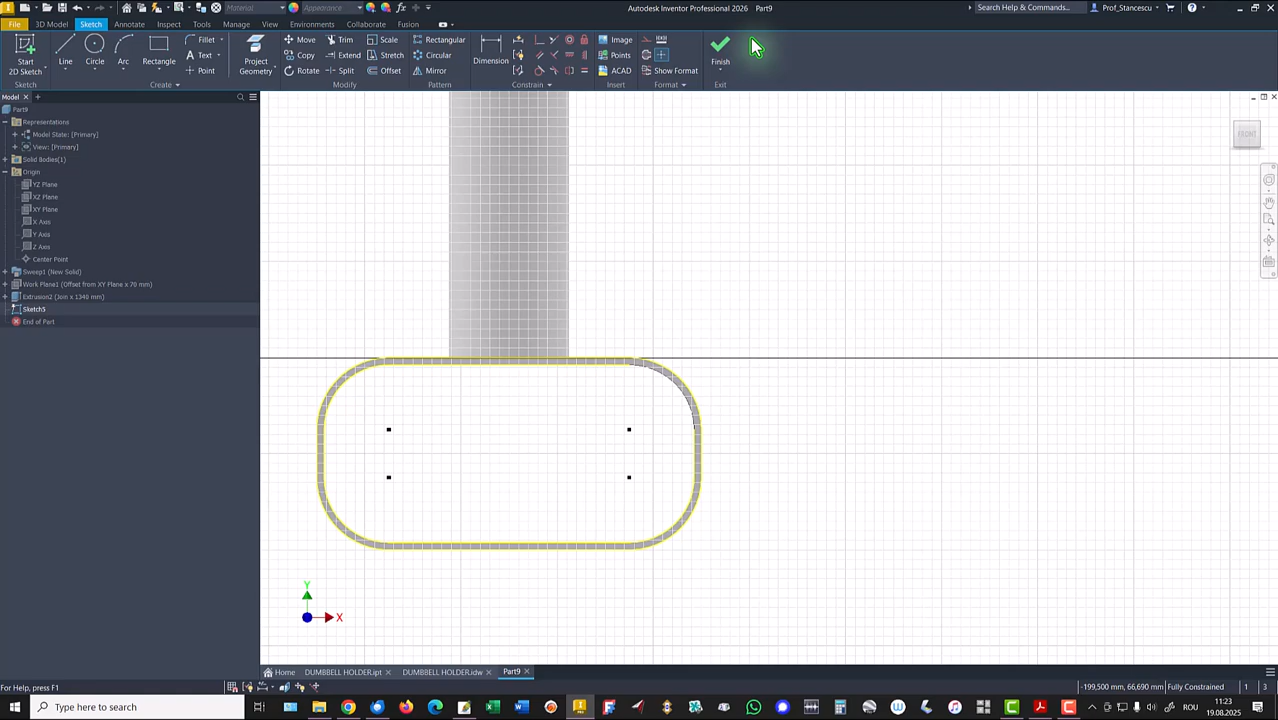 Material
Appearance
Autodesk Inventor Professional 2026 Part9
Search Help & Commands...
Prof_Stancescu
File
3D Model
Sketch
Annotate
Inspect
Tools
Manage
View
Environments
Collaborate
Fusion
Start
2D Sketch
Line
Circle
Arc
Rectangle
Fillet
Text
Point
Project
Geometry
Move
Copy
Rotate
Trim
Extend
Split
Scale
Stretch
Offset
Rectangular
Circular
Mirror
Dimension
Image
Points
ACAD
Show Format
Finish
Sketch
Create
Modify
Pattern
Constrain
Insert
Format
Exit
Model
Part9
Representations
Model State: [Primary]
View: [Primary]
Solid Bodies(1)
Origin
YZ Plane
XZ Plane
XY Plane
X Axis
Y Axis
Z Axis
Center Point
Sweep1 (New Solid)
Work Plane1 (Offset from XY Plane x 70 mm)
Extrusion2 (Join x 1340 mm)
Sketch5
End of Part
FRONT
Y
X
Home
DUMBBELL HOLDER.ipt
DUMBBELL HOLDER.idw
Part9
For Help, press F1
-199,500 mm, 66,690 mm
Fully Constrained
1
3
Type here to search
11:23
19.08.2025